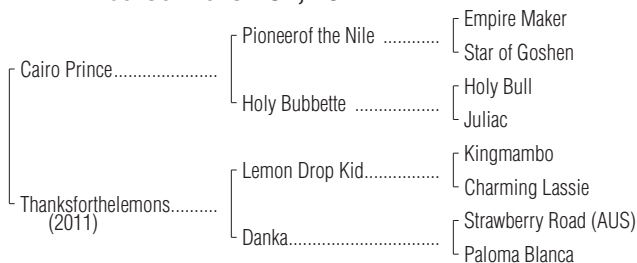 Empire Maker
Pioneerof the Nile ............
Star of Goshen
Cairo Prince......................
Holy Bull
Holy Bubbette ..................
Juliac
Kingmambo
Lemon Drop Kid................
Charming Lassie
Thanksforthelemons..........
(2011)
Strawberry Road (AUS)
Danka................................
Paloma Blanca